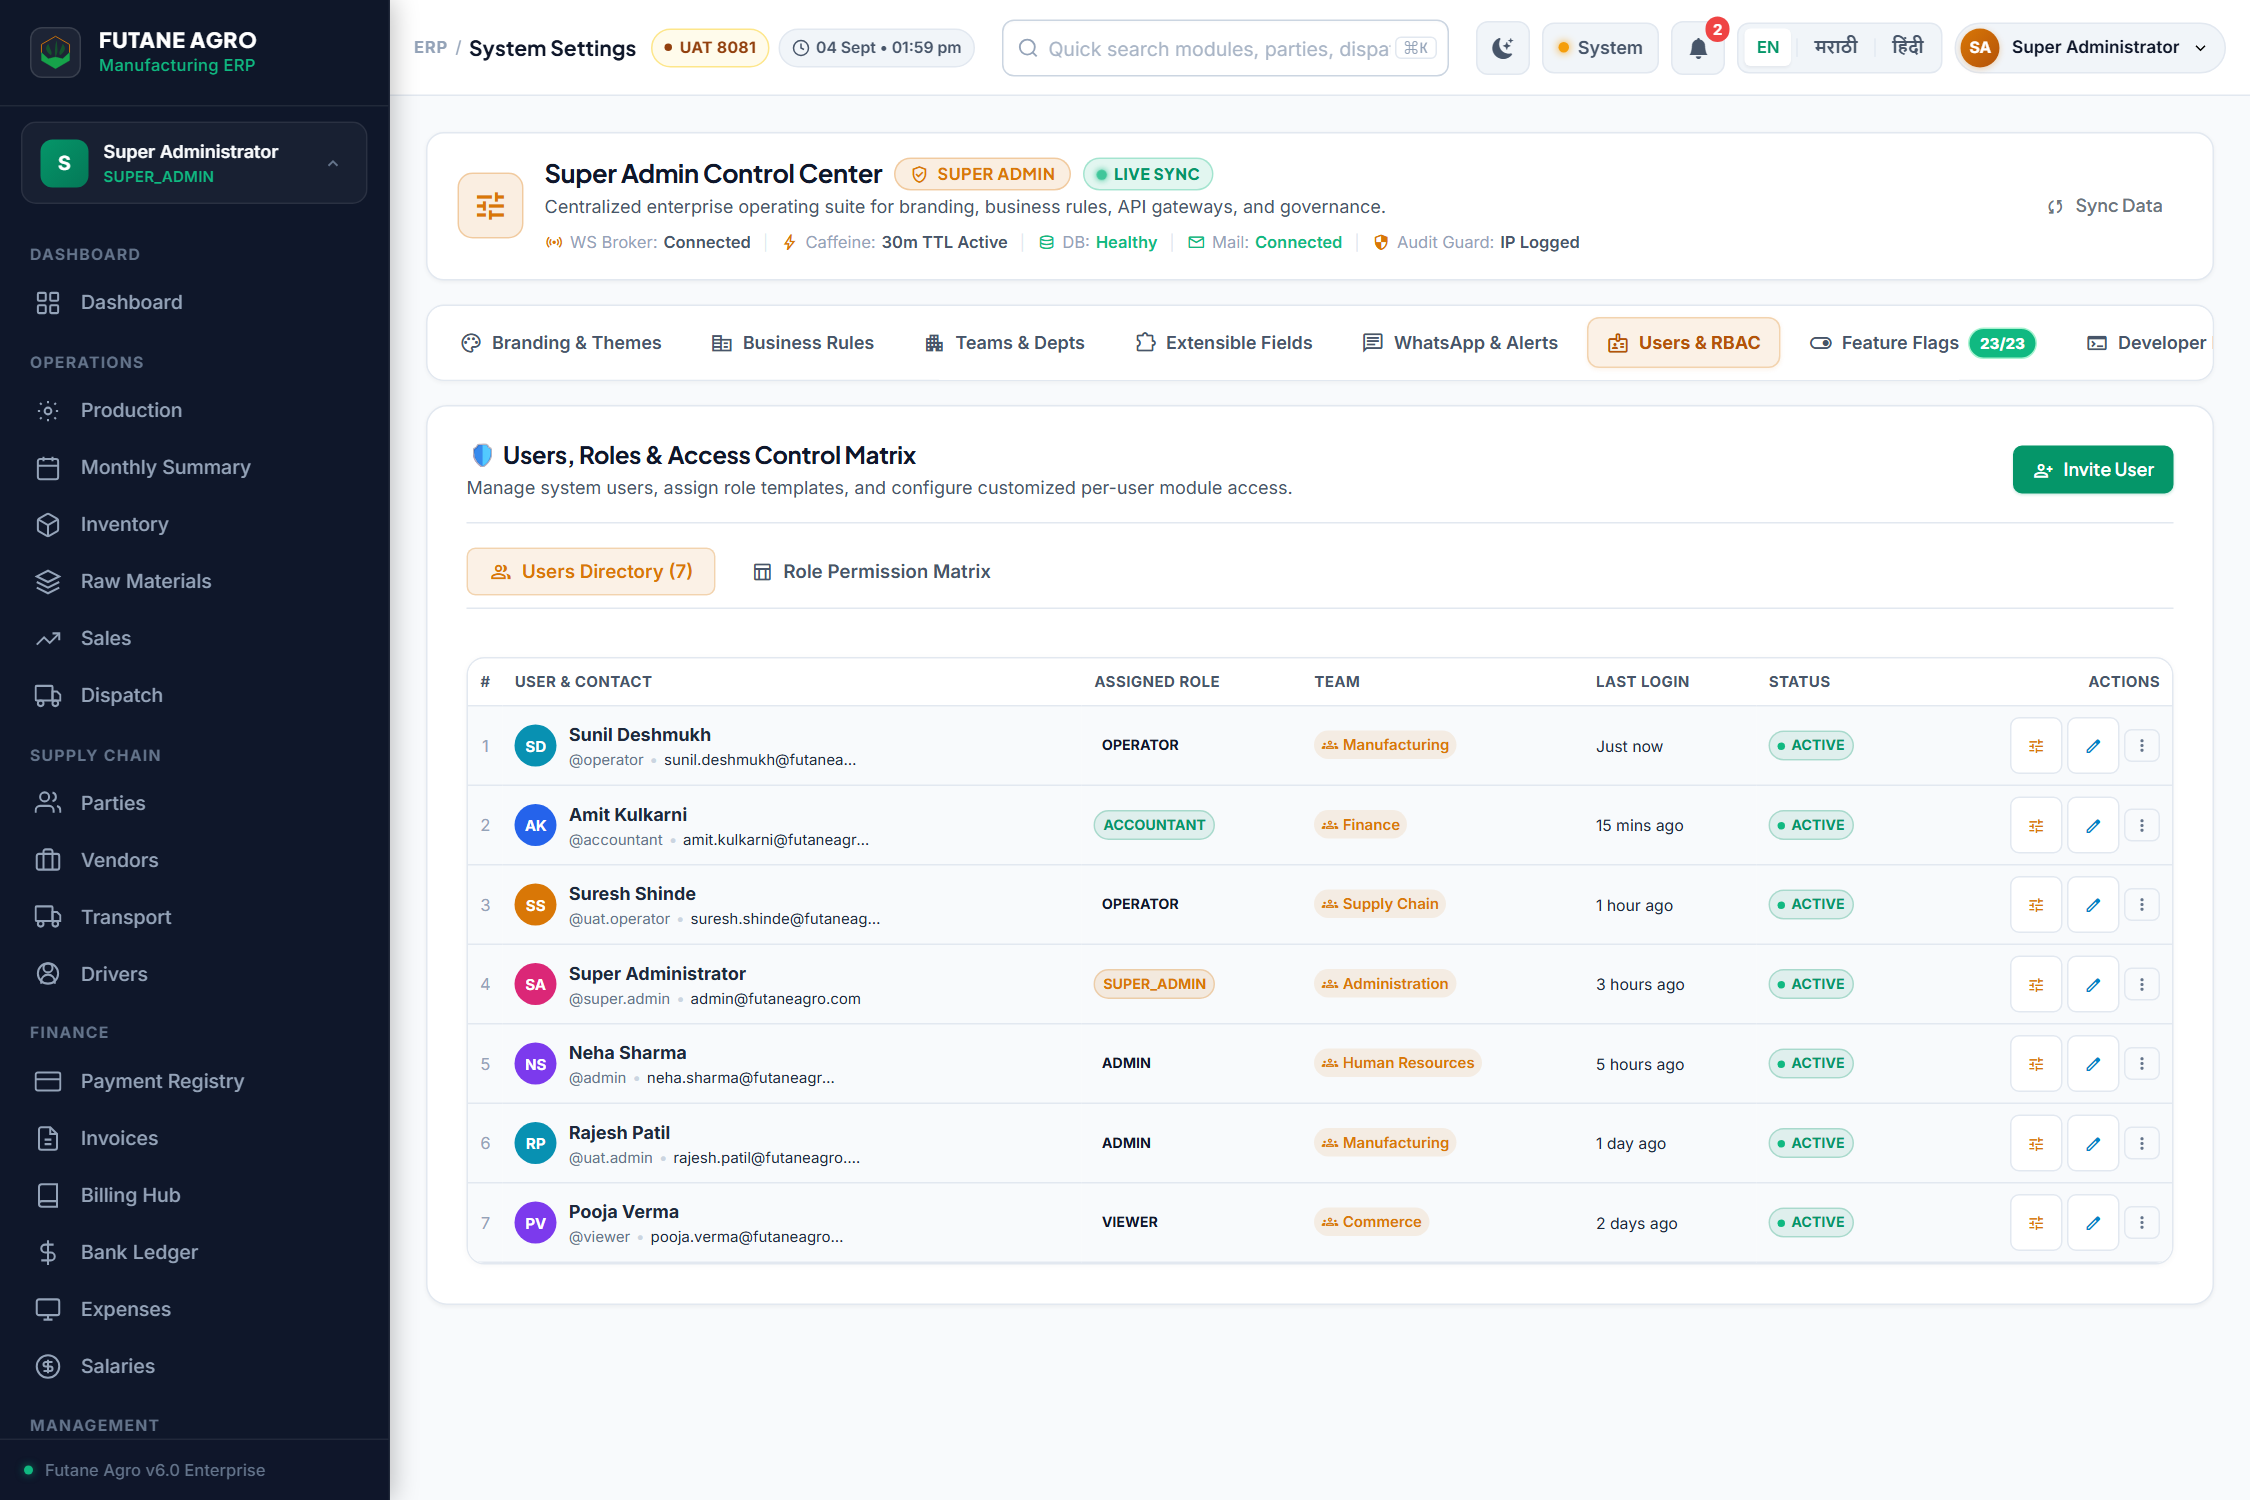 FUTANE AGRO
Manufacturing ERP
S
Super Administrator
SUPER_ADMIN
DASHBOARD
Dashboard
OPERATIONS
Production
Monthly Summary
Inventory
Raw Materials
Sales
Dispatch
SUPPLY CHAIN
Parties
Vendors
Transport
Drivers
FINANCE
Payment Registry
Invoices
Billing Hub
Bank Ledger
Expenses
Salaries
MANAGEMENT
Futane Agro v6.0 Enterprise
ERP / System Settings
UAT 8081
04 Sept • 01:59 pm
Quick search modules, parties, dispa
⌘K
System
2
EN मराठी हिंदी
SA Super Administrator
Super Admin Control Center
SUPER ADMIN
LIVE SYNC
Centralized enterprise operating suite for branding, business rules, API gateways, and governance.
WS Broker: Connected
Caffeine: 30m TTL Active
DB: Healthy
Mail: Connected
Audit Guard: IP Logged
Sync Data
Branding & Themes
Business Rules
Teams & Depts
Extensible Fields
WhatsApp & Alerts
Users & RBAC
Feature Flags 23/23
Developer
Users, Roles & Access Control Matrix
Manage system users, assign role templates, and configure customized per-user module access.
Invite User
Users Directory (7)
Role Permission Matrix
# USER & CONTACT ASSIGNED ROLE TEAM LAST LOGIN STATUS ACTIONS
1 SD Sunil Deshmukh OPERATOR Manufacturing Just now ACTIVE
@operator • sunil.deshmukh@futanea...
2 AK Amit Kulkarni ACCOUNTANT Finance 15 mins ago ACTIVE
@accountant • amit.kulkarni@futaneagr...
3 SS Suresh Shinde OPERATOR Supply Chain 1 hour ago ACTIVE
@uat.operator • suresh.shinde@futaneag...
4 SA Super Administrator SUPER_ADMIN Administration 3 hours ago ACTIVE
@super.admin • admin@futaneagro.com
5 NS Neha Sharma ADMIN Human Resources 5 hours ago ACTIVE
@admin • neha.sharma@futaneagr...
6 RP Rajesh Patil ADMIN Manufacturing 1 day ago ACTIVE
@uat.admin • rajesh.patil@futaneagro....
7 PV Pooja Verma VIEWER Commerce 2 days ago ACTIVE
@viewer • pooja.verma@futaneagro...